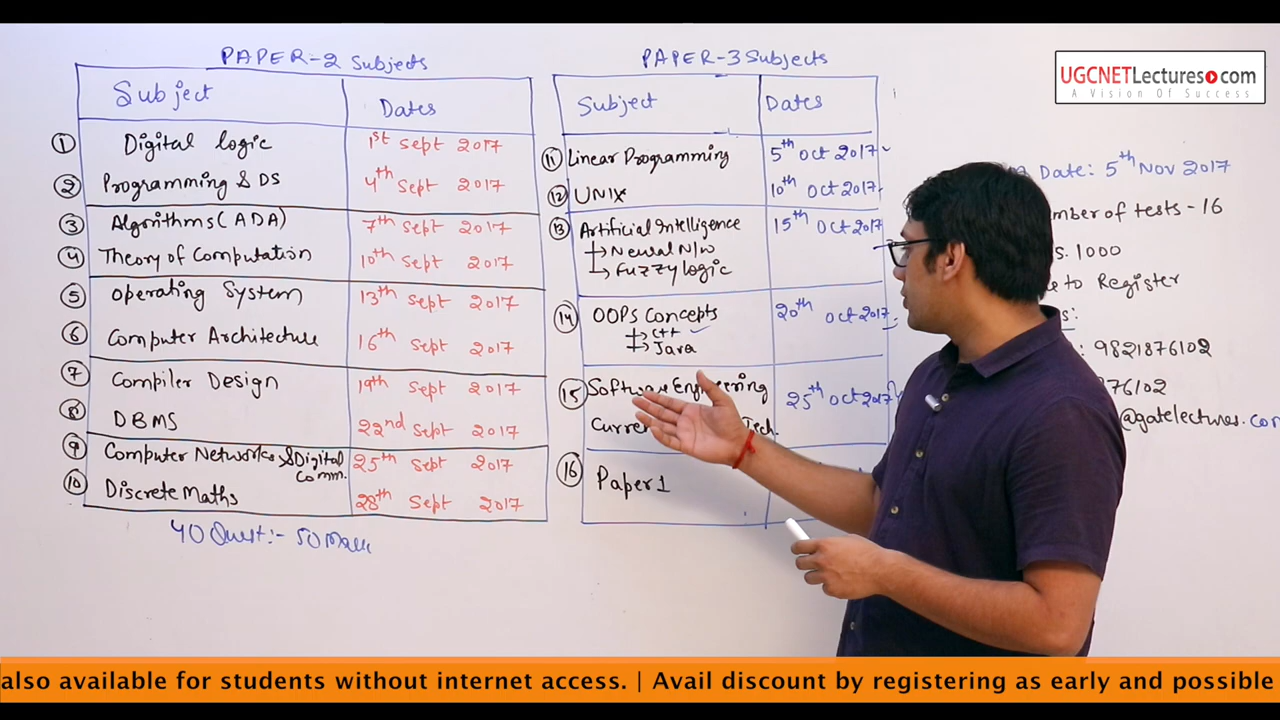 PAPER-2 Subjects
Subject Dates
1 Digital logic 1st Sept 2017
2 Programming & DS 4th Sept 2017
3 Algorithms (ADA) 7th Sept 2017
4 Theory of Computation 10th Sept 2017
5 Operating System 13th Sept 2017
6 Computer Architecture 16th Sept 2017
7 Compiler Design 19th Sept 2017
8 DBMS 22nd Sept 2017
9 Computer Networks & Digital Comm. 25th Sept 2017
10 Discrete Maths 28th Sept 2017
40 Quest:- 50 Mark
PAPER-3 Subjects
Subject Dates
11 Linear Programming 5th Oct 2017
12 UNIX 10th Oct 2017
13 Artificial Intelligence 15th Oct 2017
→ Neural N/w
→ Fuzzy logic
14 OOPs Concepts 20th Oct 2017
→ C++
→ Java
15 Software Engineering 25th Oct 2017
Tech.
16 Paper 1
UGCNETLectures.com
A Vision Of Success
Date: 5th Nov 2017
of tests - 16
1000
to Register
: 9821876102
76102
@gatelectures.com
also available for students without internet access. | Avail discount by registering as early and possible